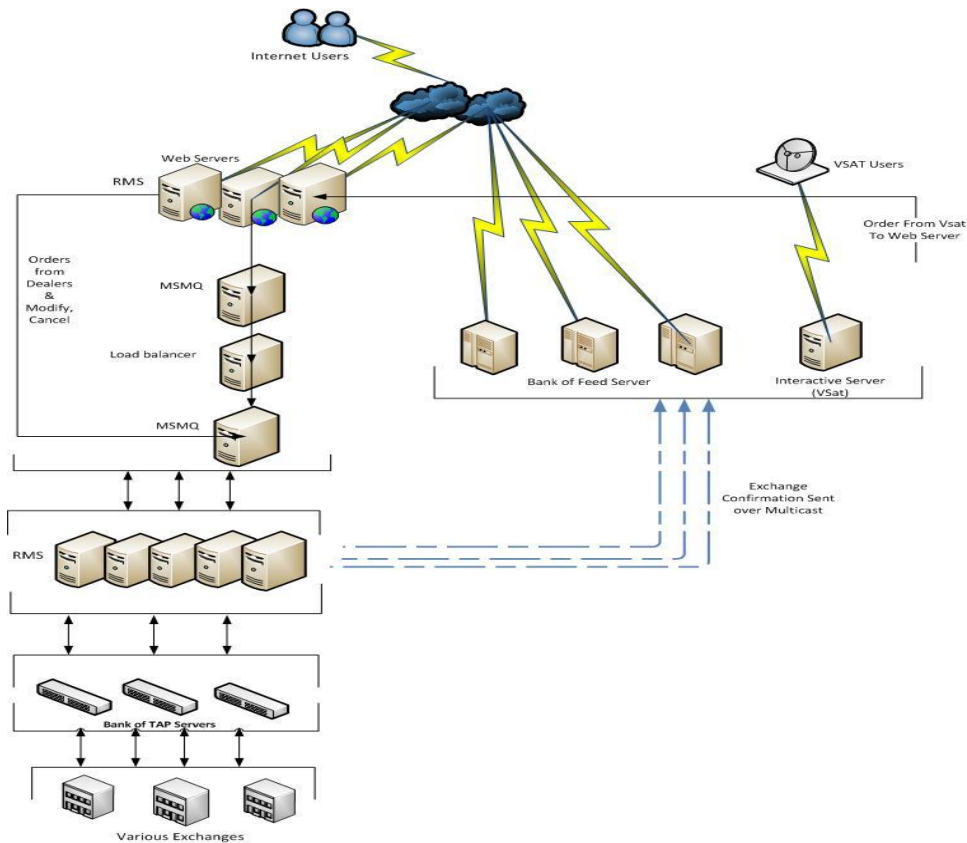 Internet Users
Web Servers
RMS
VSAT Users
Order From Vsat
To Web Server
Orders
from
Dealers
&
Modify,
Cancel
MSMQ
Load balancer
MSMQ
Bank of Feed Server
Interactive Server
(VSat)
Exchange
Confirmation Sent
over Multicast
RMS
Bank of TAP Servers
Various Exchanges